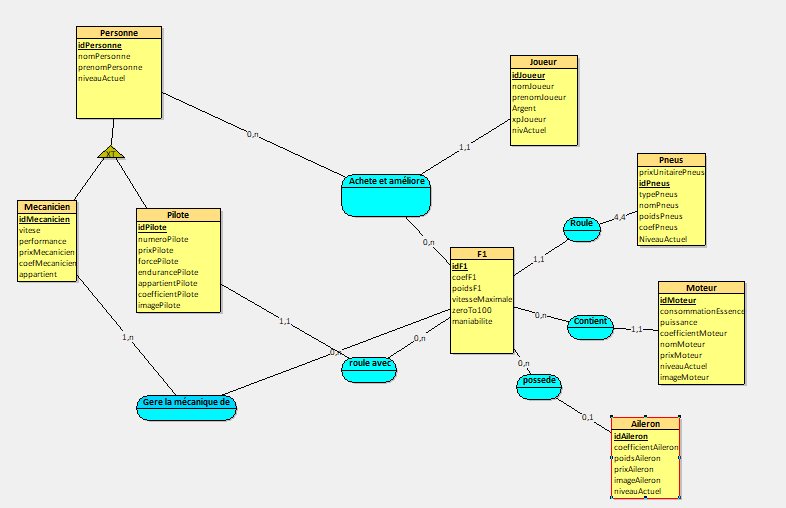 Personne
idPersonne
nomPersonne
prenomPersonne
niveauActuel
Joueur
idJoueur
nomJoueur
prenomJoueur
Argent
xpJoueur
nivActuel
0,n
1,1
XT
Achete et améliore
0,n
Pneus
prixUnitairePneus
idPneus
typePneus
nomPneus
poidsPneus
coefPneus
NiveauActuel
Roule
4,4
1,1
Mecanicien
idMecanicien
vitese
performance
prixMecanicien
coefMecanicien
appartient
Pilote
idPilote
numeroPilote
prixPilote
forcePilote
endurancePilote
appartientPilote
coefficientPilote
imagePilote
F1
idF1
coefF1
poidsF1
vitesseMaximale
zeroTo100
maniabilite
Moteur
idMoteur
consommationEssence
puissance
coefficientMoteur
nomMoteur
prixMoteur
niveauActuel
imageMoteur
0,n
Contient
1,1
1,n
1,1
0,n
0,n
roule avec
0,n
possede
0,1
Gere la mécanique de
Aileron
idAileron
coefficientAileron
poidsAileron
prixAileron
imageAileron
niveauActuel